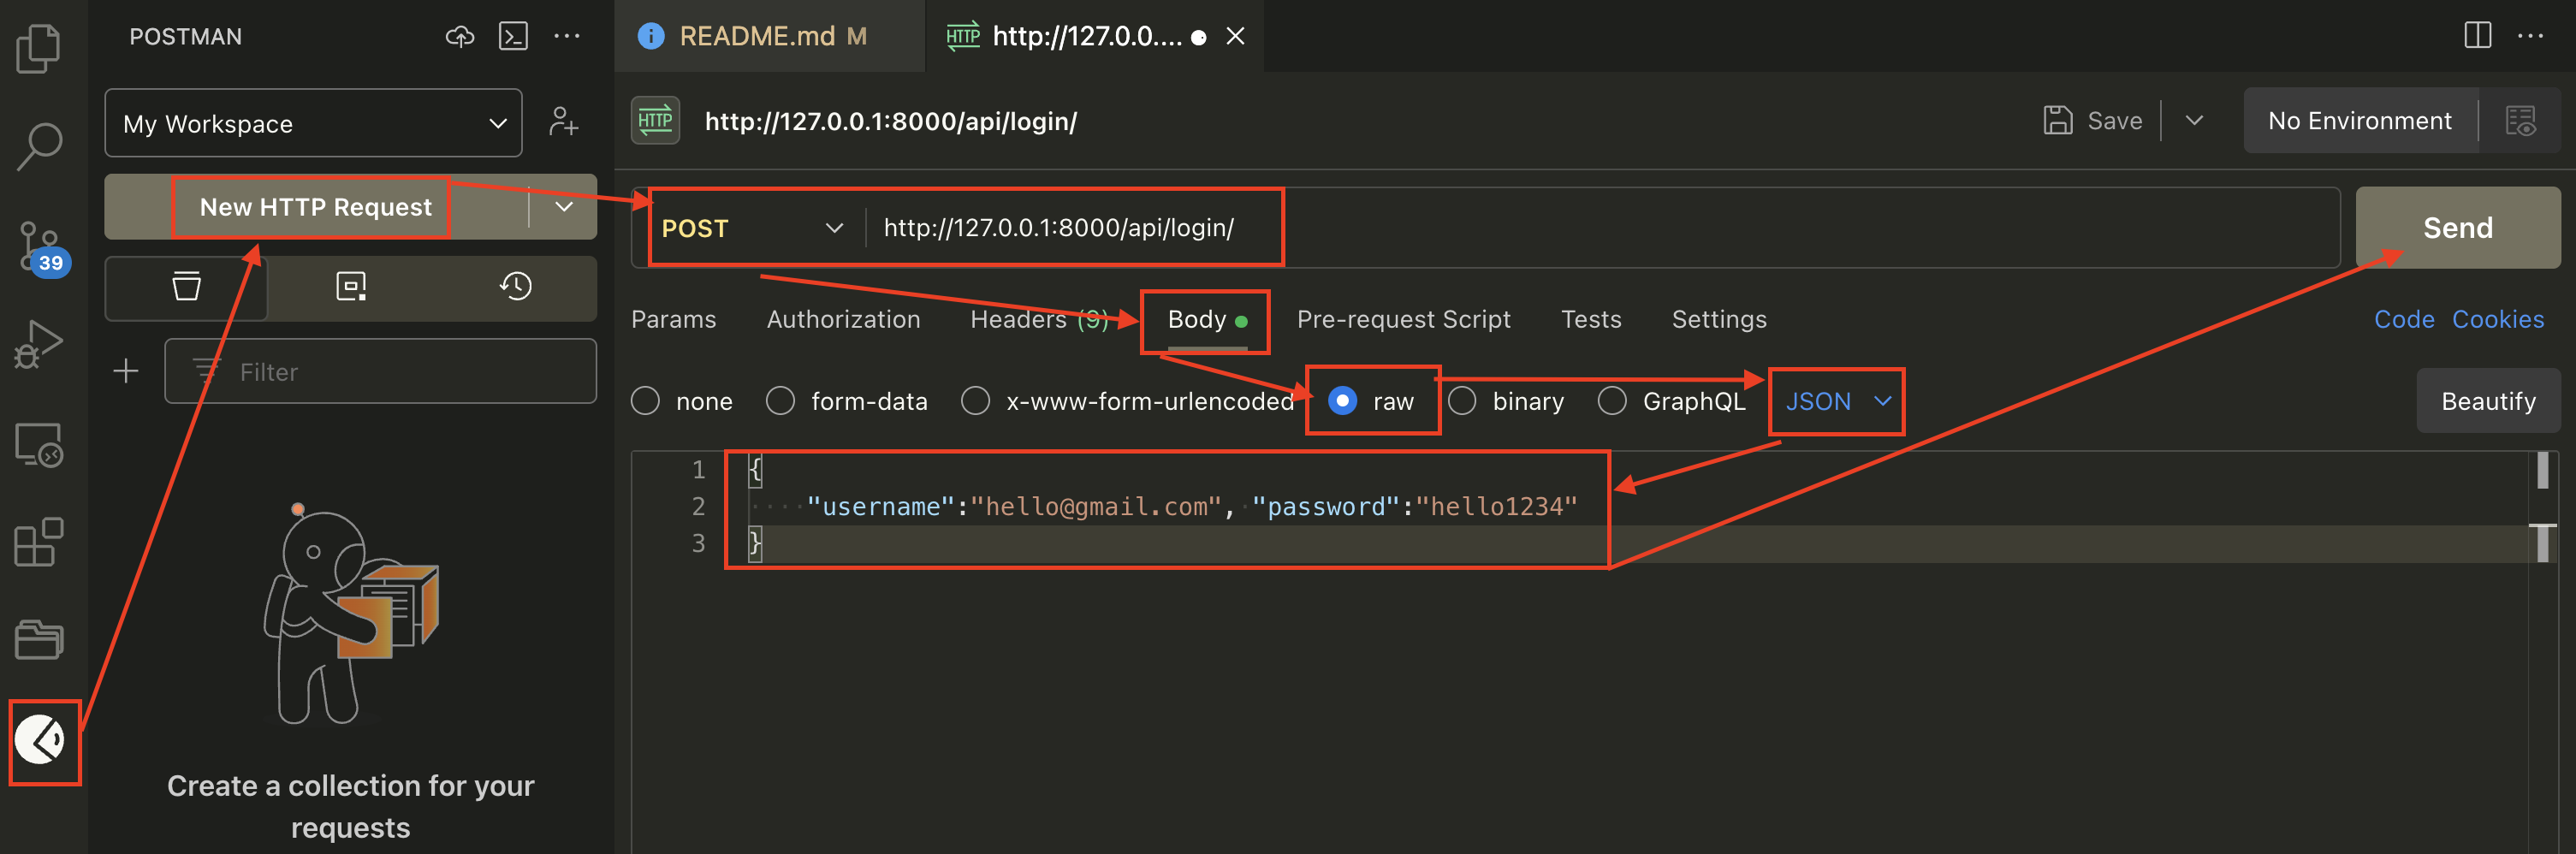 POSTMAN
My Workspace
New HTTP Request
Filter
39
Create a collection for your
requests
README.md M
HTTP http://127.0.0....
HTTP http://127.0.0.1:8000/api/login/
Save
No Environment
POST http://127.0.0.1:8000/api/login/
Send
Params Authorization Headers (9) Body Pre-request Script Tests Settings
Code Cookies
none form-data x-www-form-urlencoded raw binary GraphQL JSON
Beautify
1 {
2 "username":"hello@gmail.com", "password":"hello1234"
3 }